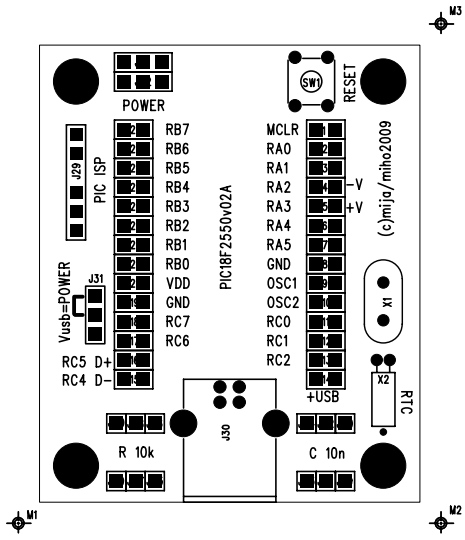 M3
SW1
RESET
POWER
RB7
MCLR
RB6
RA0
RB5
RA1
RB4
RA2
-V
RB3
RA3
+V
RB2
RA4
RB1
RA5
RB0
GND
VDD
OSC1
GND
OSC2
RC7
RC0
RC6
RC1
RC5 D+
RC2
RC4 D-
+USB
J29
PIC ISP
PIC18F2550v02A
(c)mija/miho2009
J31
Vusb=POWER
X1
X2
RTC
J30
R 10k
C 10n
M1
M2